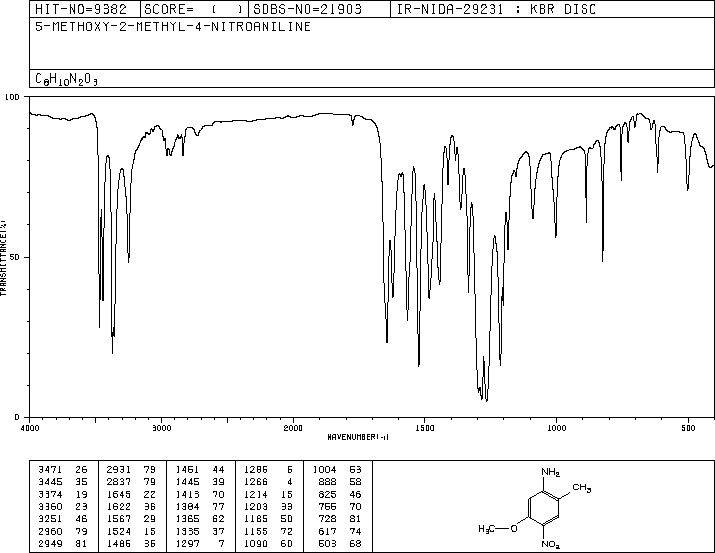 HIT-NO=9382 SCORE= ( ) SDBS-NO=21903 IR-NIDA-29231 : KBR DISC
5-METHOXY-2-METHYL-4-NITROANILINE
C8H10N2O3
100
50
0
TRANSMITTANCE(%)
4000 3000 2000 1500 1000 500
WAVENUMBER(-1)
3471 26 2931 79 1461 44 1286 6 1004 53
3445 35 2837 79 1445 39 1266 4 888 58
3374 19 1645 22 1413 70 1214 15 825 46
3360 23 1622 36 1384 77 1203 33 755 70
3251 46 1567 29 1365 62 1185 50 728 81
2960 79 1524 15 1335 37 1155 72 617 74
2949 81 1486 36 1297 7 1090 60 503 68
NH2
CH3
H3C
O
NO2